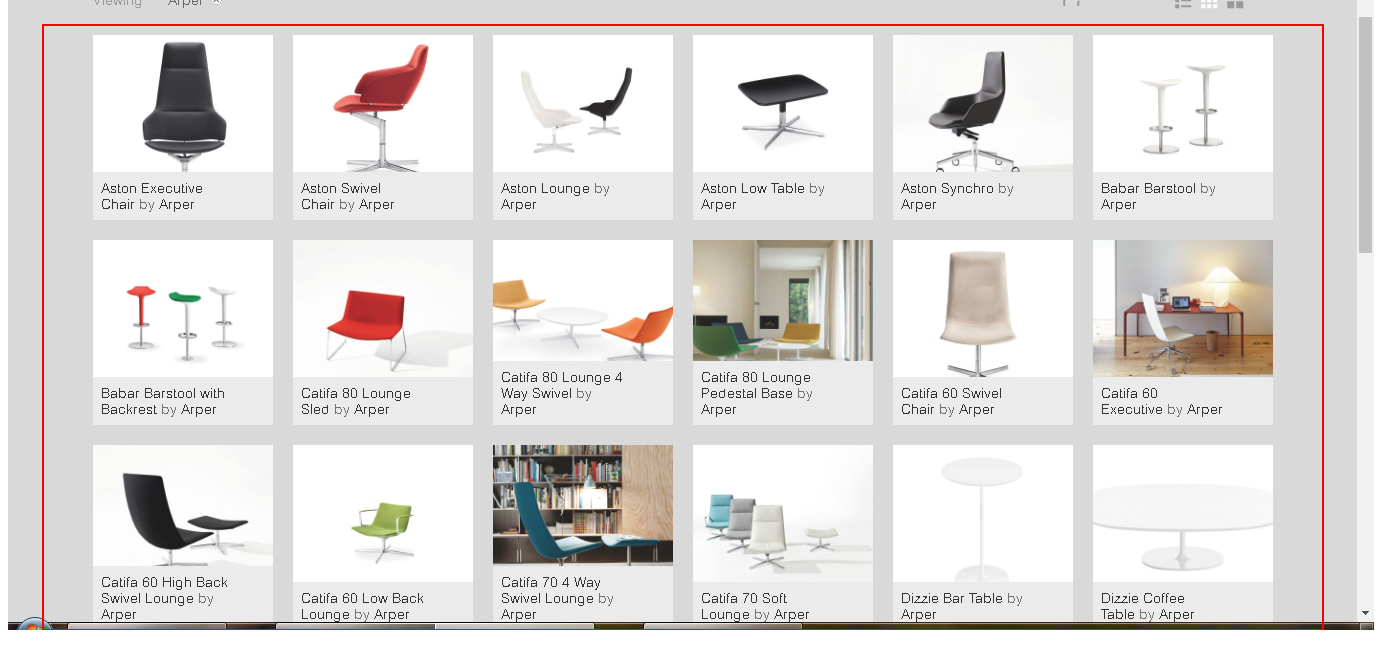 Viewing Arper
Aston Executive
Chair by Arper
Aston Swivel
Chair by Arper
Aston Lounge by
Arper
Aston Low Table by
Arper
Aston Synchro by
Arper
Babar Barstool by
Arper
Babar Barstool with
Backrest by Arper
Catifa 80 Lounge
Sled by Arper
Catifa 80 Lounge 4
Way Swivel by
Arper
Catifa 80 Lounge
Pedestal Base by
Arper
Catifa 60 Swivel
Chair by Arper
Catifa 60
Executive by Arper
Catifa 60 High Back
Swivel Lounge by
Arper
Catifa 60 Low Back
Lounge by Arper
Catifa 70 4 Way
Swivel Lounge by
Arper
Catifa 70 Soft
Lounge by Arper
Dizzie Bar Table by
Arper
Dizzie Coffee
Table by Arper